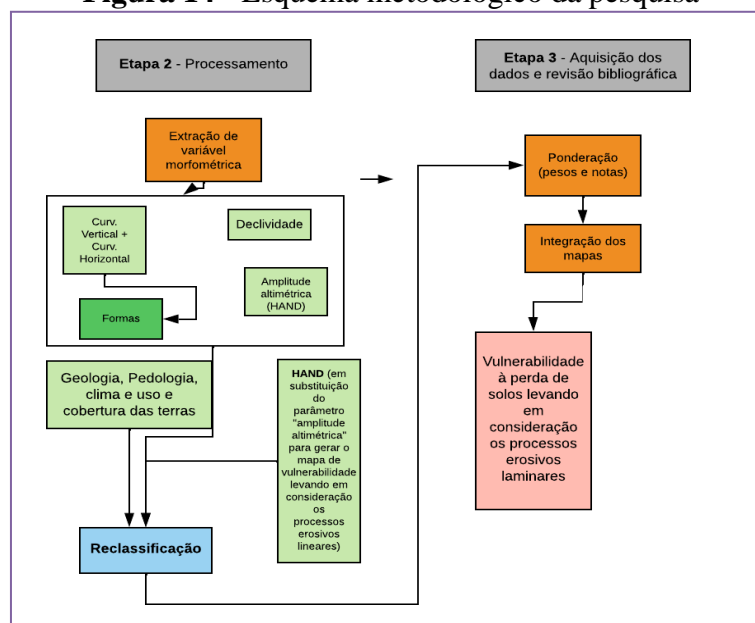 Figura 14 - Esquema metodológico da pesquisa
Etapa 2 - Processamento
Etapa 3 - Aquisição dos
dados e revisão bibliográfica
Extração de
variável
morfométrica
Curv.
Vertical +
Curv.
Horizontal
Declividade
Amplitude
altimétrica
(HAND)
Formas
Geologia, Pedologia,
clima e uso e
cobertura das terras
HAND (em
substituição
do
parâmetro
"amplitude
altimétrica"
para gerar o
mapa de
vulnerabilidade
levando em
consideração
os
processos
erosivos
lineares)
Reclassificação
Ponderação
(pesos e notas)
Integração dos
mapas
Vulnerabilidade
à perda de
solos levando
em
consideração
os processos
erosivos
laminares